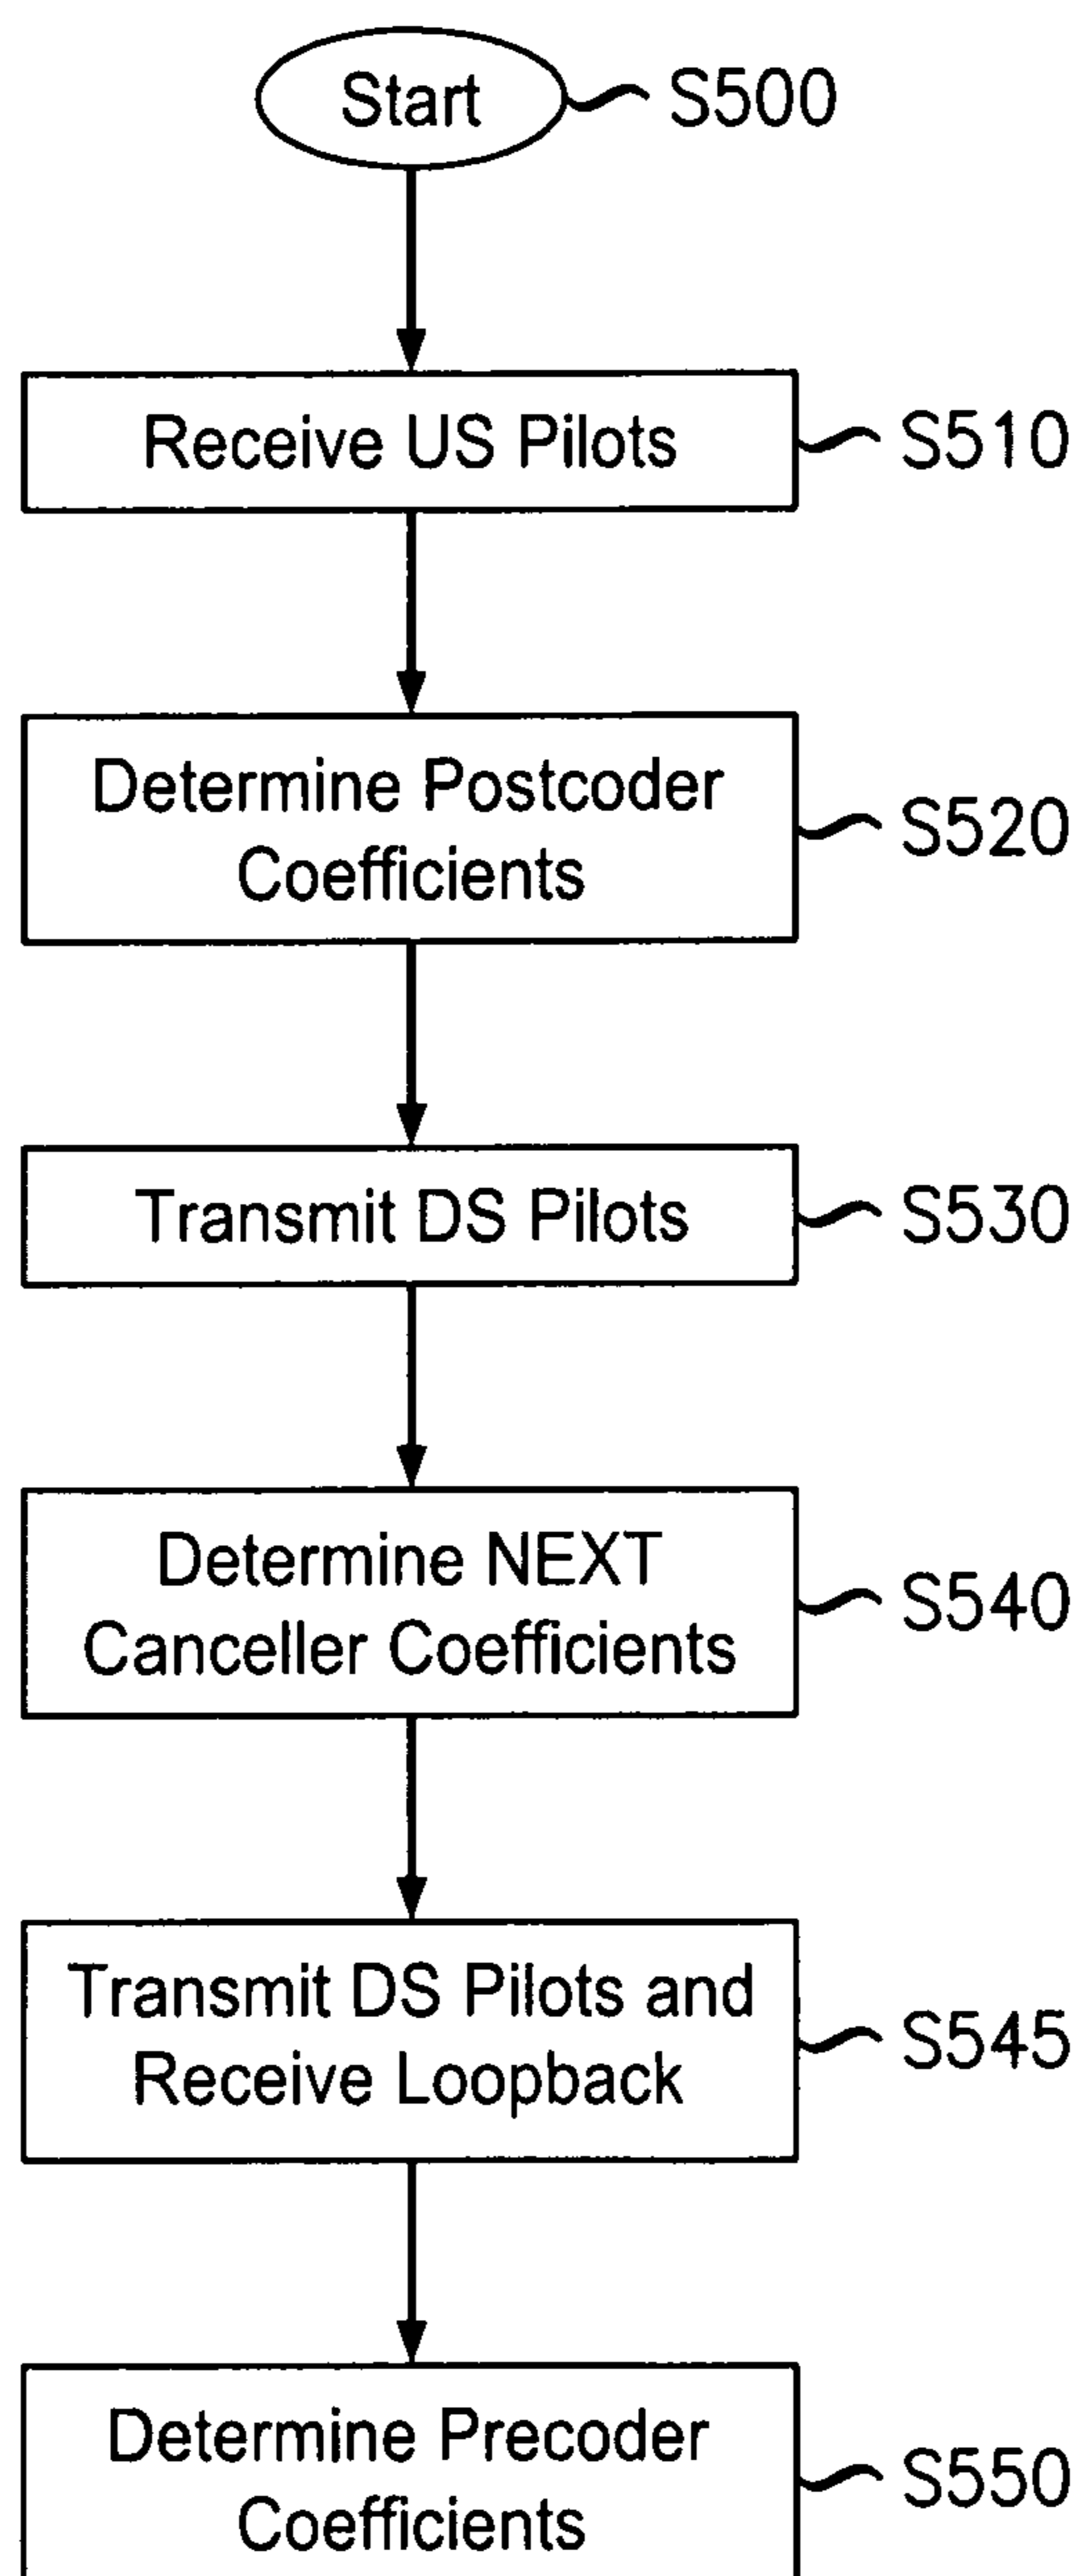 Start
S500
Receive US Pilots
S510
Determine Postcoder
Coefficients
S520
Transmit DS Pilots
S530
Determine NEXT
Canceller Coefficients
S540
Transmit DS Pilots and
Receive Loopback
S545
Determine Precoder
Coefficients
S550